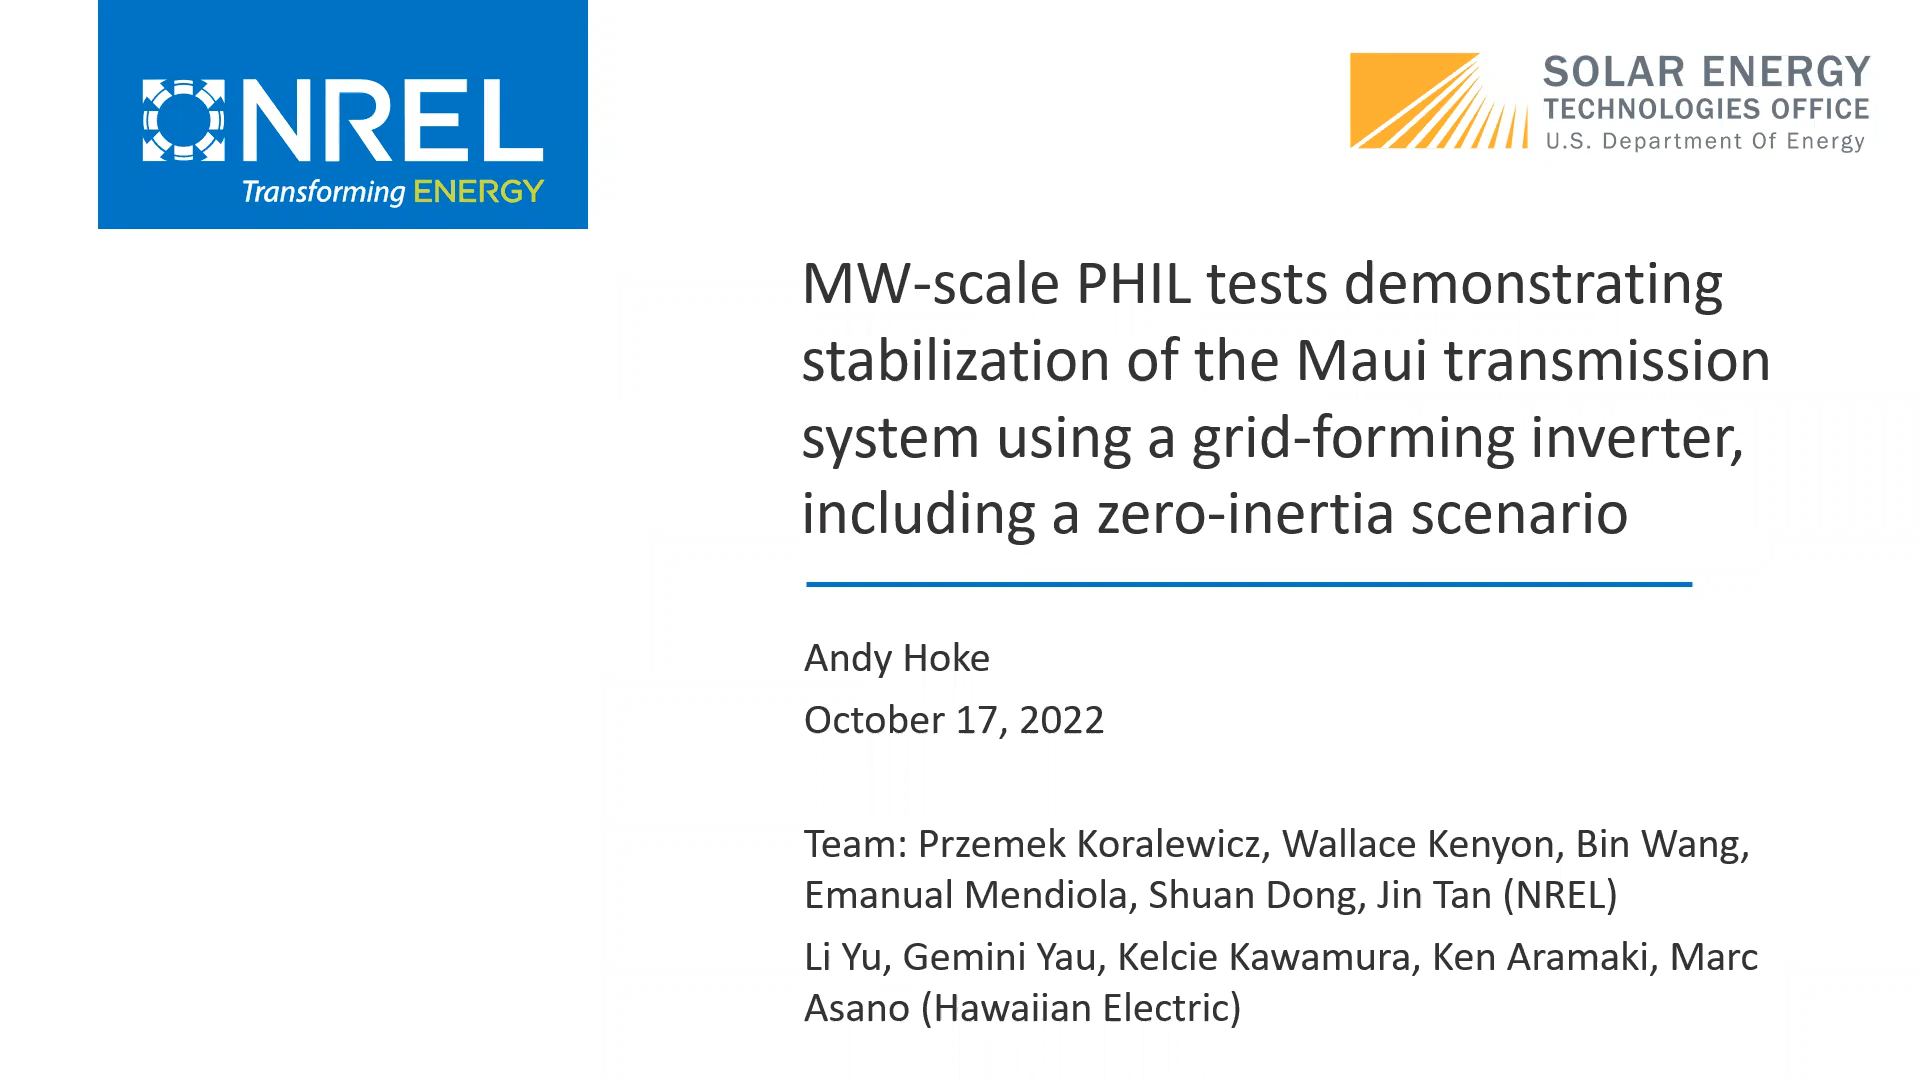 NREL
Transforming ENERGY
SOLAR ENERGY
TECHNOLOGIES OFFICE
U.S. Department Of Energy
MW-scale PHIL tests demonstrating
stabilization of the Maui transmission
system using a grid-forming inverter,
including a zero-inertia scenario
Andy Hoke
October 17, 2022
Team: Przemek Koralewicz, Wallace Kenyon, Bin Wang,
Emanual Mendiola, Shuan Dong, Jin Tan (NREL)
Li Yu, Gemini Yau, Kelcie Kawamura, Ken Aramaki, Marc
Asano (Hawaiian Electric)